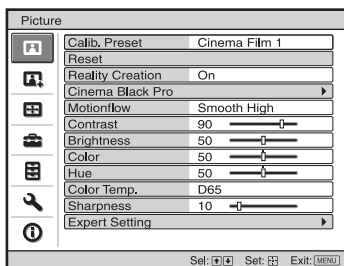 Picture
Calib. Preset Cinema Film 1
Reset
Reality Creation On
Cinema Black Pro
Motionflow Smooth High
Contrast 90
Brightness 50
Color 50
Hue 50
Color Temp. D65
Sharpness 10
Expert Setting
Sel: Set: Exit: MENU